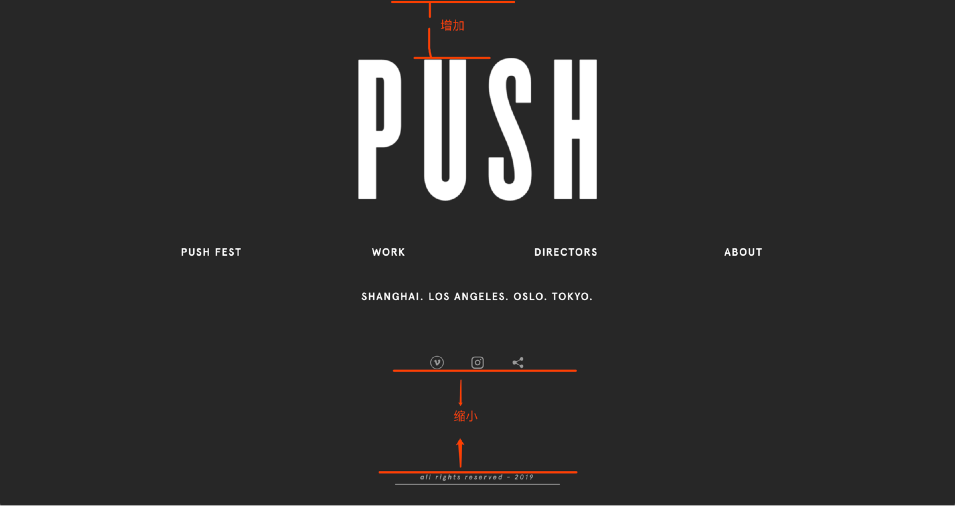 增加
PUSH
PUSH FEST WORK DIRECTORS ABOUT
SHANGHAI. LOS ANGELES. OSLO. TOKYO.
缩小
all rights reserved - 2019